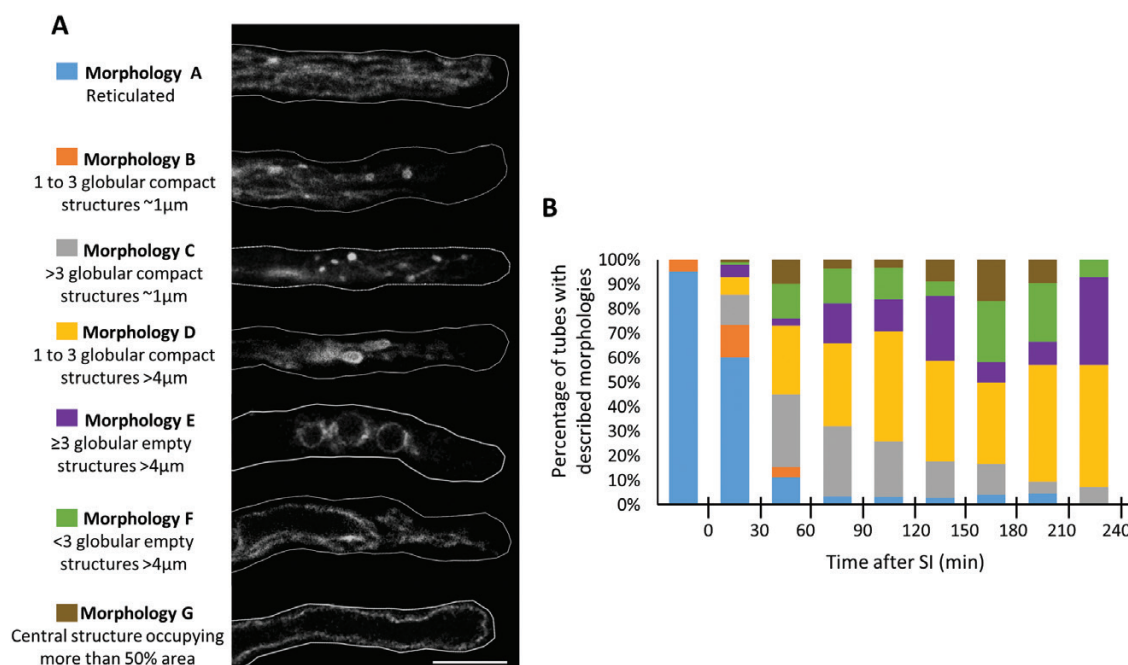 A
Morphology A
Reticulated
Morphology B
1 to 3 globular compact
structures ~1µm
Morphology C
>3 globular compact
structures ~1µm
Morphology D
1 to 3 globular compact
structures >4µm
Morphology E
≥3 globular empty
structures >4µm
Morphology F
<3 globular empty
structures >4µm
Morphology G
Central structure occupying
more than 50% area
B
Percentage of tubes with
described morphologies
100%
90%
80%
70%
60%
50%
40%
30%
20%
10%
0%
0 30 60 90 120 150 180 210 240
Time after SI (min)